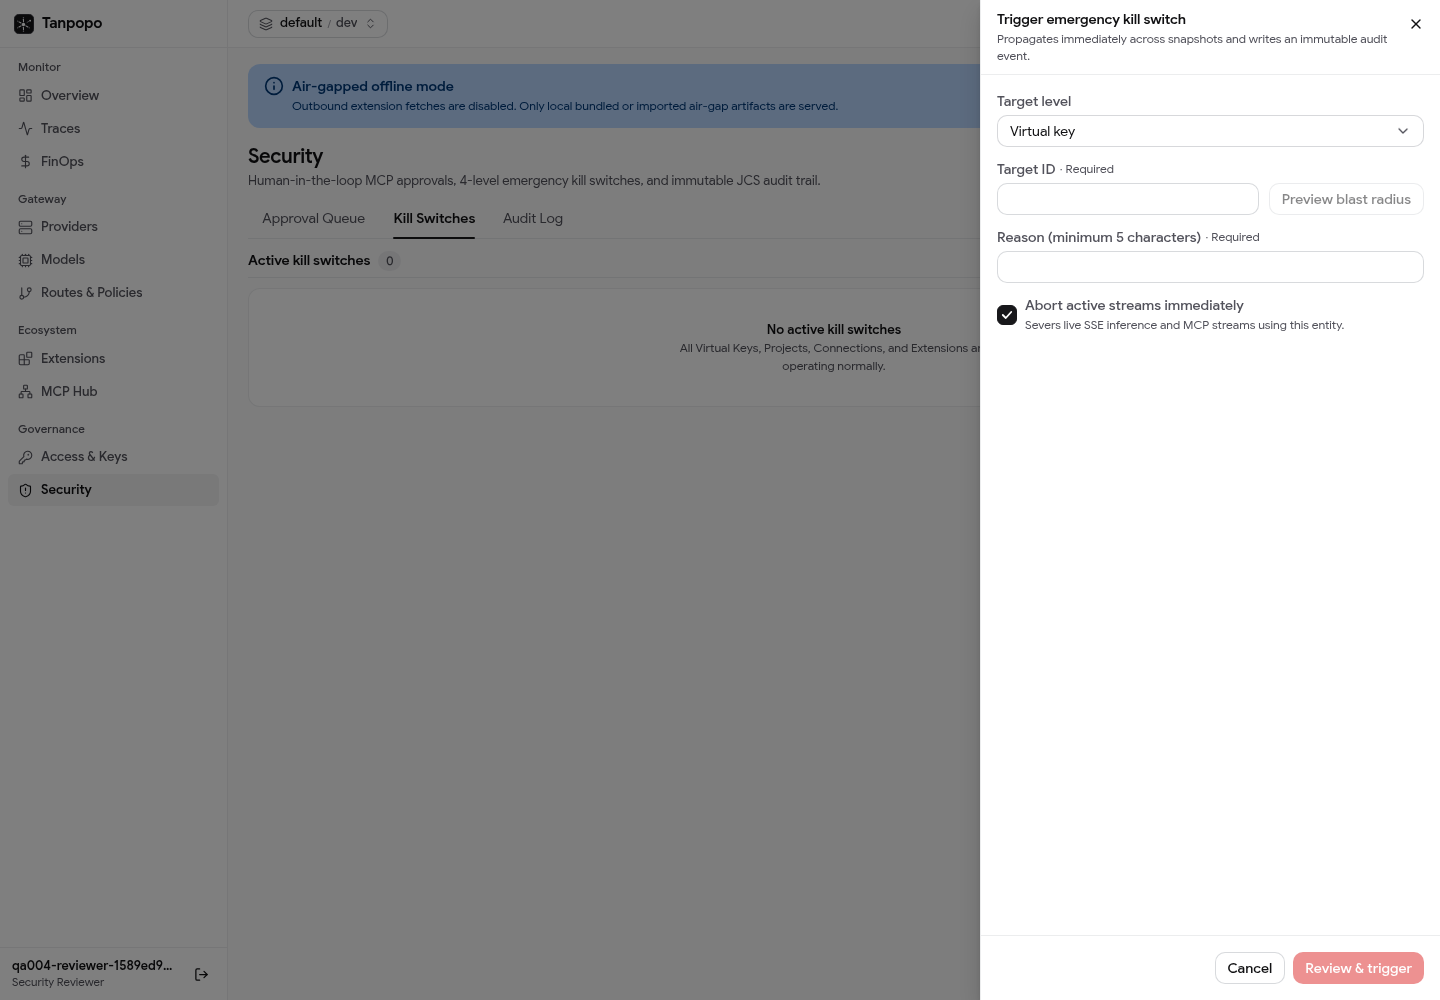 Tanpopo
Monitor
Overview
Traces
FinOps
Gateway
Providers
Models
Routes & Policies
Ecosystem
Extensions
MCP Hub
Governance
Access & Keys
Security
qa004-reviewer-1589ed9...
Security Reviewer
default / dev
Air-gapped offline mode
Outbound extension fetches are disabled. Only local bundled or imported air-gap artifacts are served.
Security
Human-in-the-loop MCP approvals, 4-level emergency kill switches, and immutable JCS audit trail.
Approval Queue Kill Switches Audit Log
Active kill switches 0
No active kill switches
All Virtual Keys, Projects, Connections, and Extensions
operating normally.
Trigger emergency kill switch
Propagates immediately across snapshots and writes an immutable audit
event.
Target level
Virtual key
Target ID · Required
Preview blast radius
Reason (minimum 5 characters) · Required
Abort active streams immediately
Severs live SSE inference and MCP streams using this entity.
Cancel Review & trigger